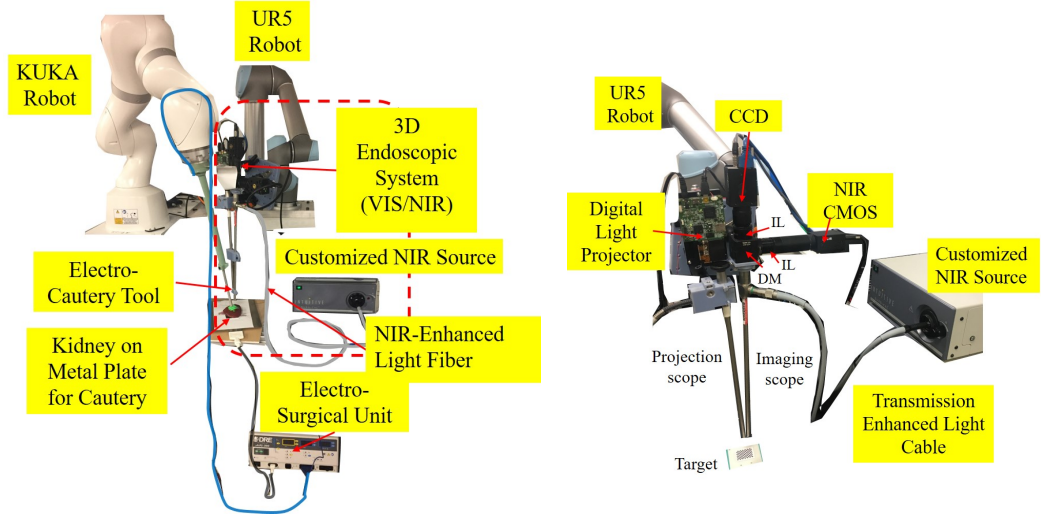 UR5
Robot
KUKA
Robot
3D
Endoscopic
System
(VIS/NIR)
Customized NIR Source
Electro-
Cautery Tool
NIR-Enhanced
Light Fiber
Kidney on
Metal Plate
for Cautery
Electro-
Surgical Unit
DRE
UR5
Robot
CCD
NIR
CMOS
Digital
Light
Projector
IL
IL
DM
Customized
NIR Source
Projection
scope
Imaging
scope
Transmission
Enhanced Light
Cable
Target